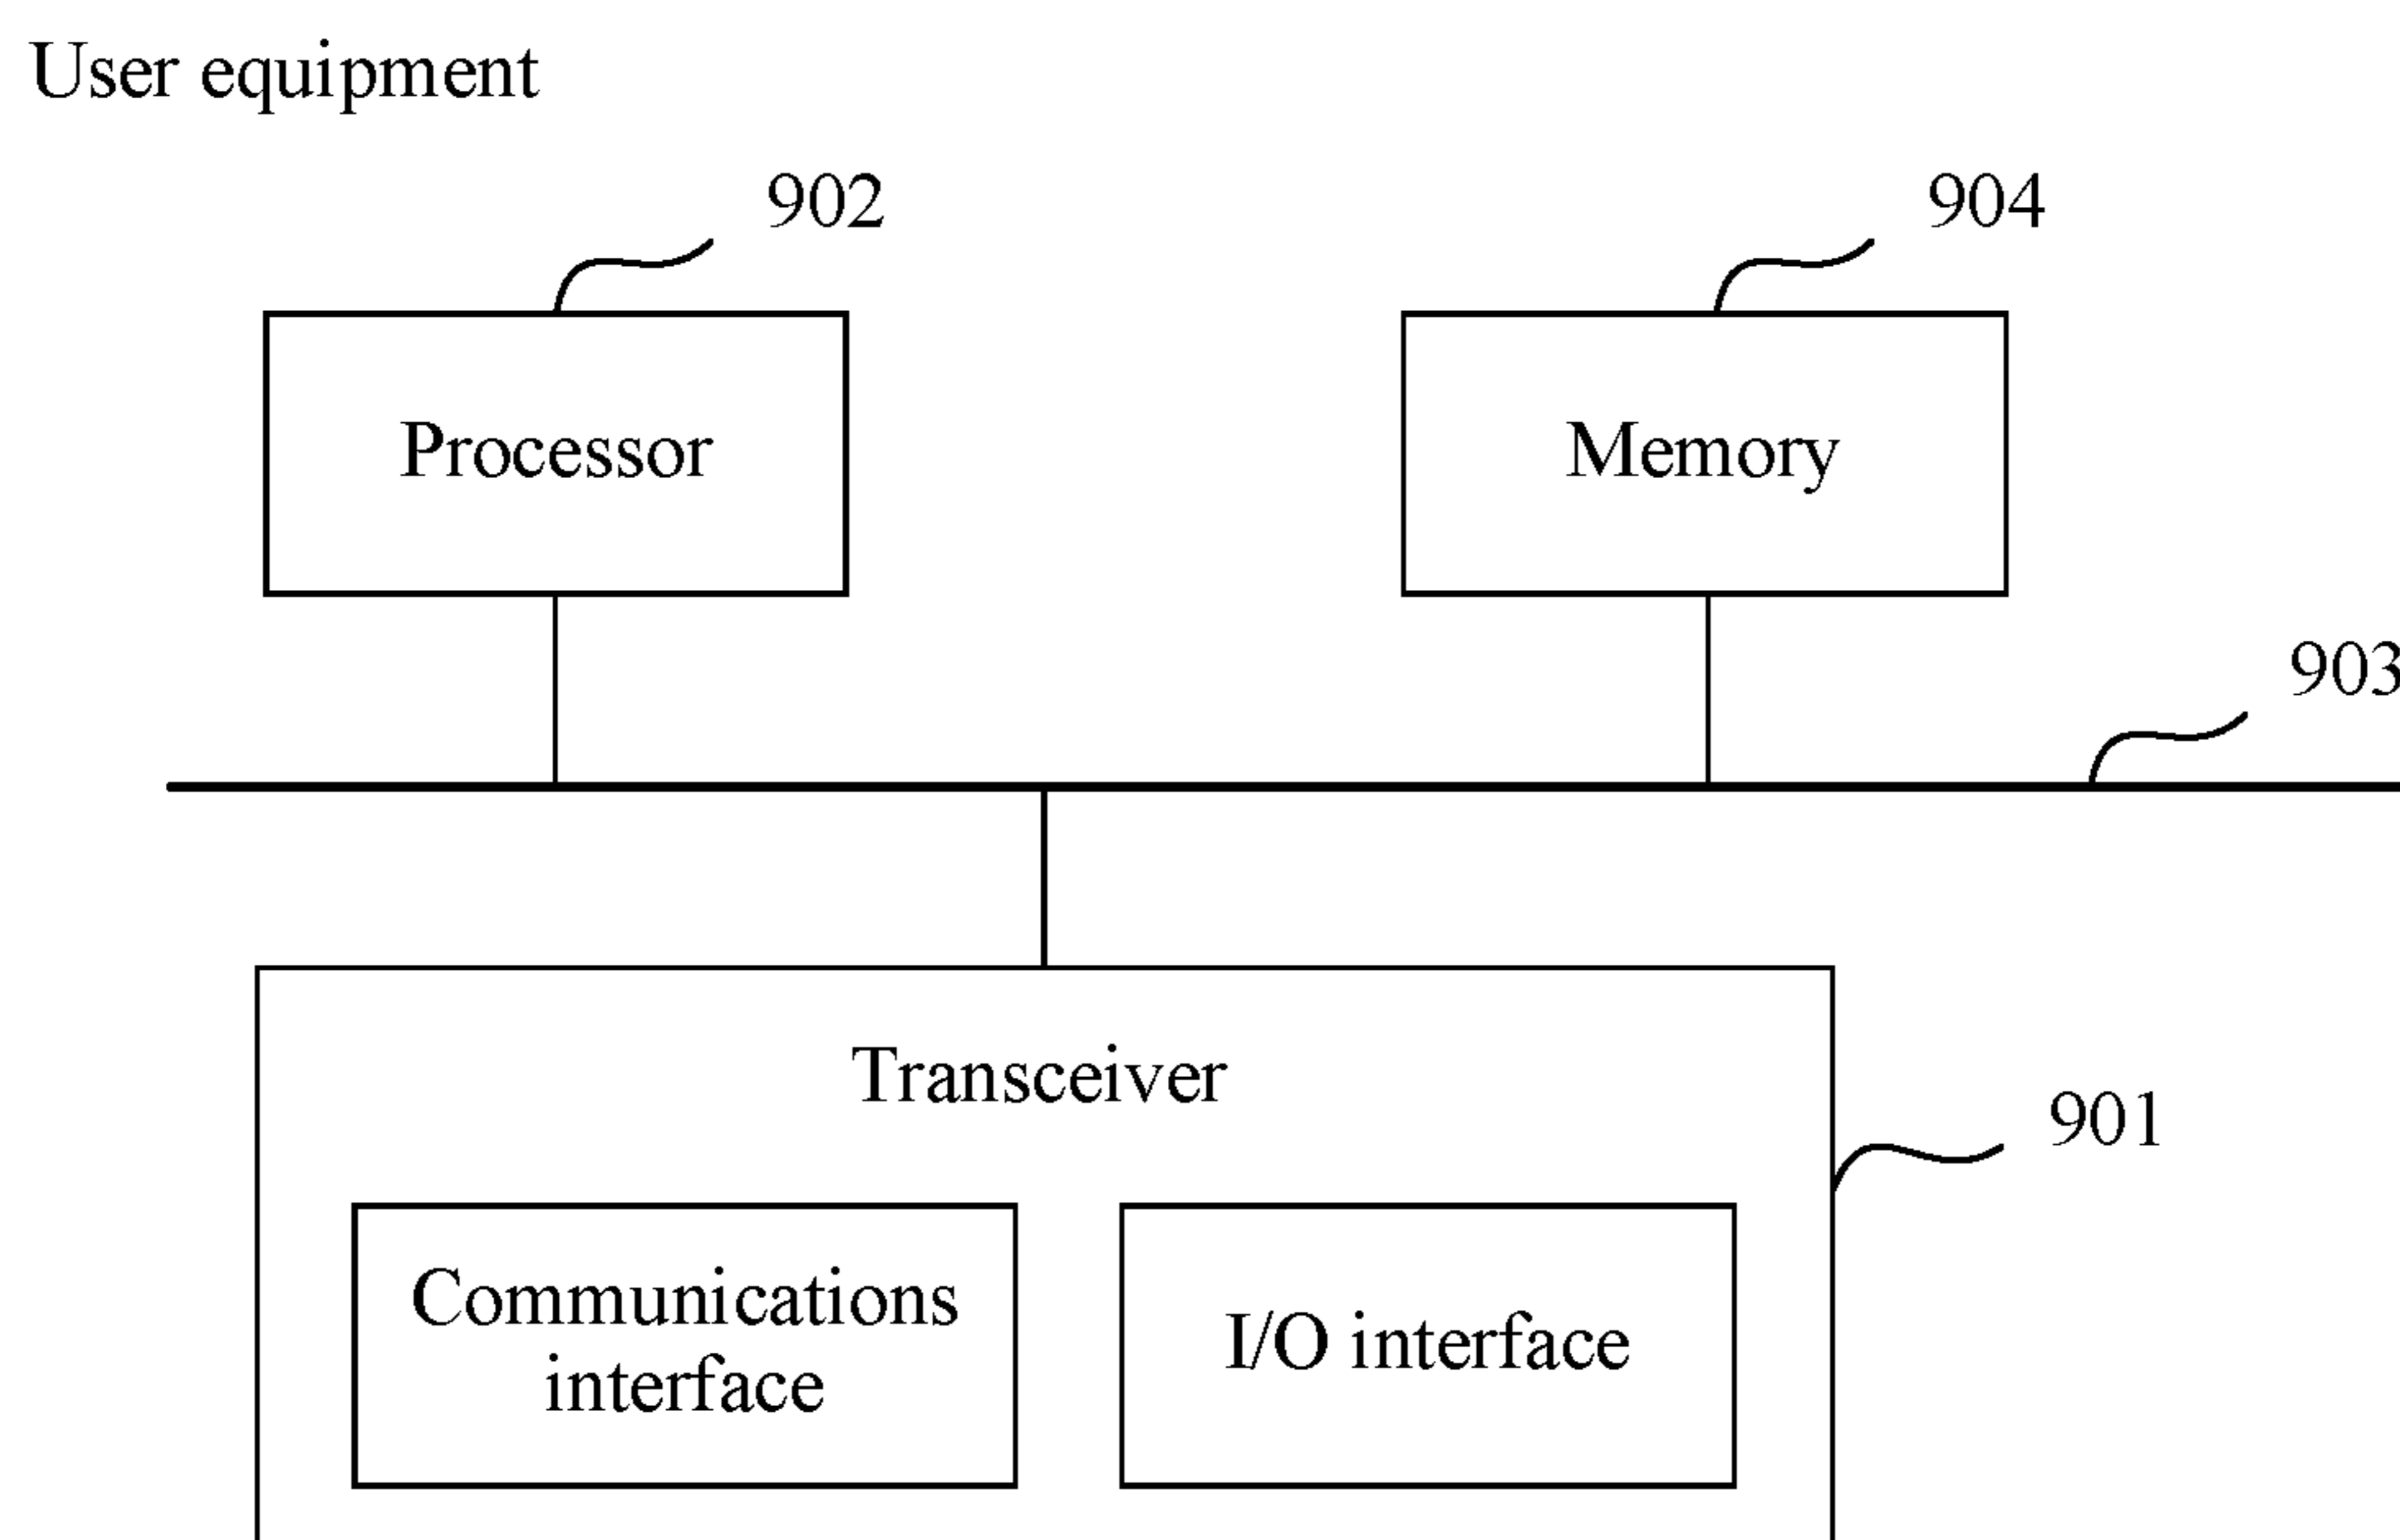 User equipment
902
904
Processor
Memory
903
Transceiver
901
Communications
interface
I/O interface